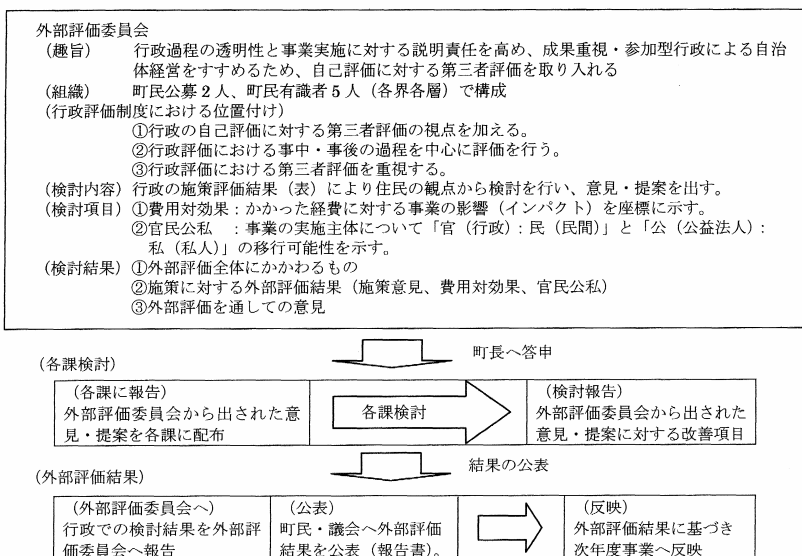 外部評価委員会
（趣旨） 行政過程の透明性と事業実施に対する説明責任を高め、成果重視・参加型行政による自治
体経営をすすめるため、自己評価に対する第三者評価を取り入れる
（組織） 町民公募2人、町民有識者5人（各界各層）で構成
（行政評価制度における位置付け）
①行政の自己評価に対する第三者評価の視点を加える。
②行政評価における事中・事後の過程を中心に評価を行う。
③行政評価における第三者評価を重視する。
（検討内容）行政の施策評価結果（表）により住民の観点から検討を行い、意見・提案を出す。
（検討項目）①費用対効果：かかった経費に対する事業の影響（インパクト）を座標に示す。
②官民公私 ：事業の実施主体について「官（行政）：民（民間）」と「公（公益法人）：
私（私人）」の移行可能性を示す。
（検討結果）①外部評価全体にかかわるもの
②施策に対する外部評価結果（施策意見、費用対効果、官民公私）
③外部評価を通しての意見
町長へ答申
（各課検討）
（各課に報告）
外部評価委員会から出された意
見・提案を各課に配布
各課検討
（検討報告）
外部評価委員会から出された
意見・提案に対する改善項目
結果の公表
（外部評価結果）
（外部評価委員会へ）
行政での検討結果を外部評
価委員会へ報告
（公表）
町民・議会へ外部評価
結果を公表（報告書）。
（反映）
外部評価結果に基づき
次年度事業へ反映